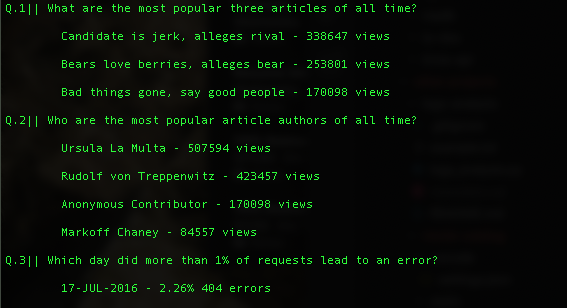 Q.1|| What are the most popular three articles of all time?
Candidate is jerk, alleges rival - 338647 views
Bears love berries, alleges bear - 253801 views
Bad things gone, say good people - 170098 views
Q.2|| Who are the most popular article authors of all time?
Ursula La Multa - 507594 views
Rudolf von Treppenwitz - 423457 views
Anonymous Contributor - 170098 views
Markoff Chaney - 84557 views
Q.3|| Which day did more than 1% of requests lead to an error?
17-JUL-2016 - 2.26% 404 errors